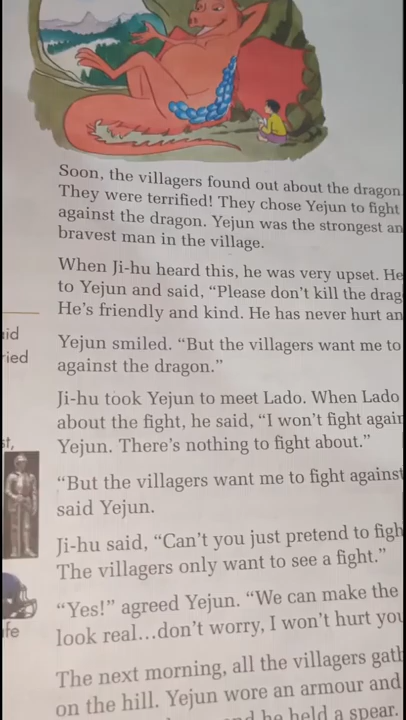 Soon, the villagers found out about the dragon.
They were terrified! They chose Yejun to fight
against the dragon. Yejun was the strongest
bravest man in the village.
When Ji-hu heard this, he was very upset. He
to Yejun and said, “Please don’t kill the
He’s friendly and kind. He has never hurt
Yejun smiled. “But the villagers want me to
against the dragon.”
Ji-hu took Yejun to meet Lado. When Lado
about the fight, he said, “I won’t fight
Yejun. There’s nothing to fight about.”
“But the villagers want me to fight against
said Yejun.
Ji-hu said, “Can’t you just pretend to
The villagers only want to see a fight.”
“Yes!” agreed Yejun. “We can make the
look real...don’t worry, I won’t hurt
The next morning, all the villagers
on the hill. Yejun wore an armour and
he held a spear.